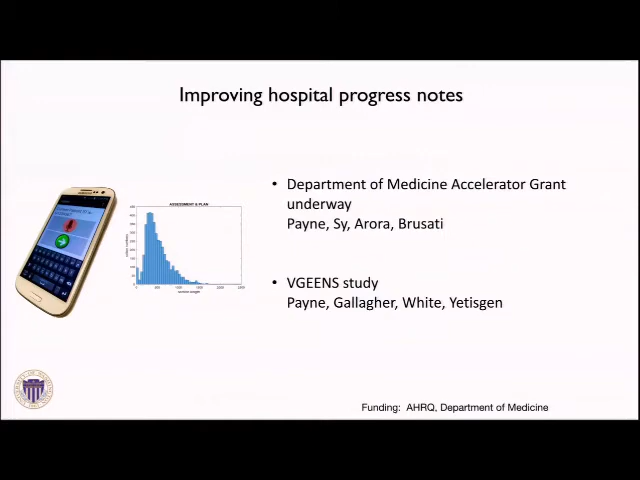 Improving hospital progress notes
• Department of Medicine Accelerator Grant
underway
Payne, Sy, Arora, Brusati
• VGEENS study
Payne, Gallagher, White, Yetisgen
ASSESSMENT & PLAN
Funding: AHRQ, Department of Medicine